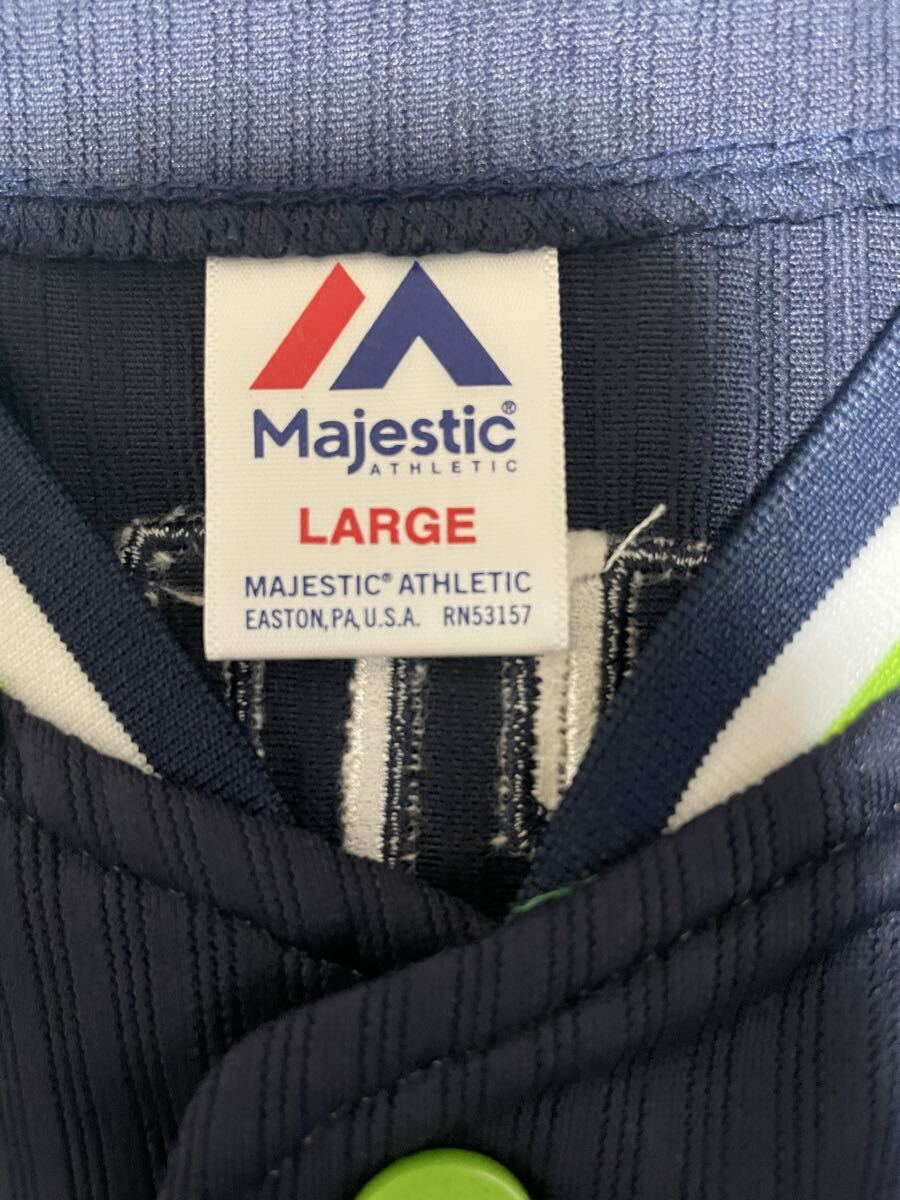 Majestic®
ATHLETIC
LARGE
MAJESTIC® ATHLETIC
EASTON, PA, U.S.A. RN53157